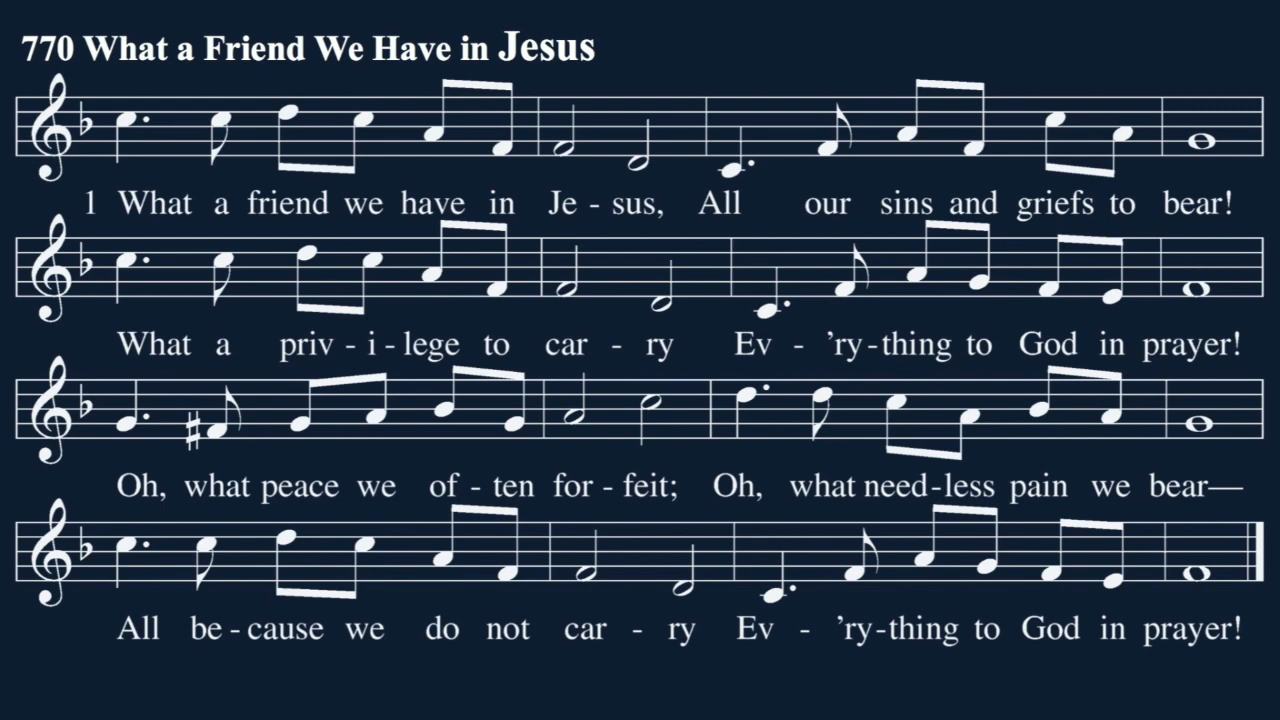 770 What a Friend We Have in Jesus
1 What a friend we have in Je - sus, All our sins and griefs to bear!
What a priv - i - lege to car - ry Ev - 'ry - thing to God in prayer!
Oh, what peace we of - ten for - feit; Oh, what need - less pain we bear—
All be - cause we do not car - ry Ev - 'ry - thing to God in prayer!